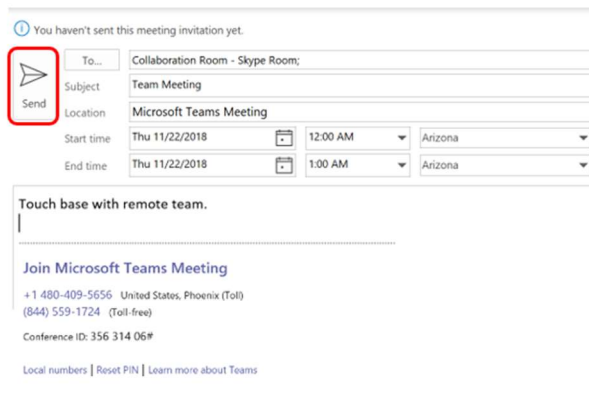 You haven't sent this meeting invitation yet.
To... Collaboration Room - Skype Room;
Send
Subject Team Meeting
Location Microsoft Teams Meeting
Start time Thu 11/22/2018 12:00 AM Arizona
End time Thu 11/22/2018 1:00 AM Arizona
Touch base with remote team.
Join Microsoft Teams Meeting
+1 480-409-5656 United States, Phoenix (Toll)
(844) 559-1724 (Toll-free)
Conference ID: 356 314 06#
Local numbers | Reset PIN | Learn more about Teams